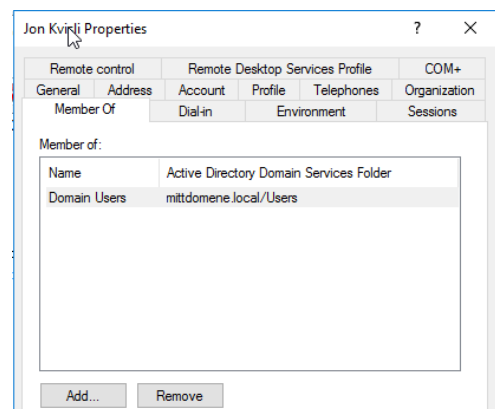 Jon Kvisli Properties ? ×
Remote control Remote Desktop Services Profile COM+
General Address Account Profile Telephones Organization
Member Of Dial-in Environment Sessions
Member of:
Name Active Directory Domain Services Folder
Domain Users mittdomene.local/Users
Add... Remove